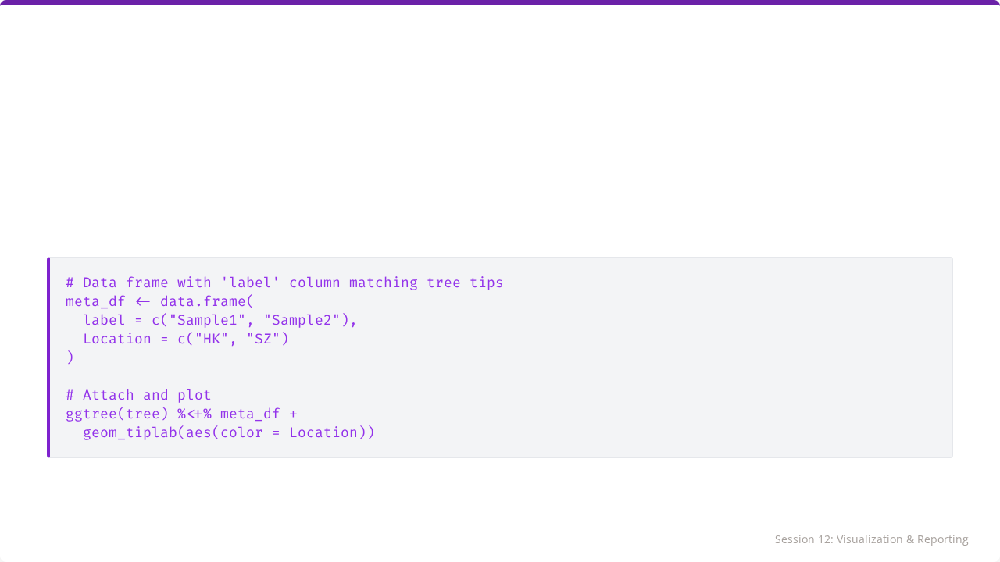 # Data frame with 'label' column matching tree tips
meta_df <- data.frame(
  label = c("Sample1", "Sample2"),
  Location = c("HK", "SZ")
)

# Attach and plot
ggtree(tree) %<+% meta_df +
  geom_tiplab(aes(color = Location))
Session 12: Visualization & Reporting